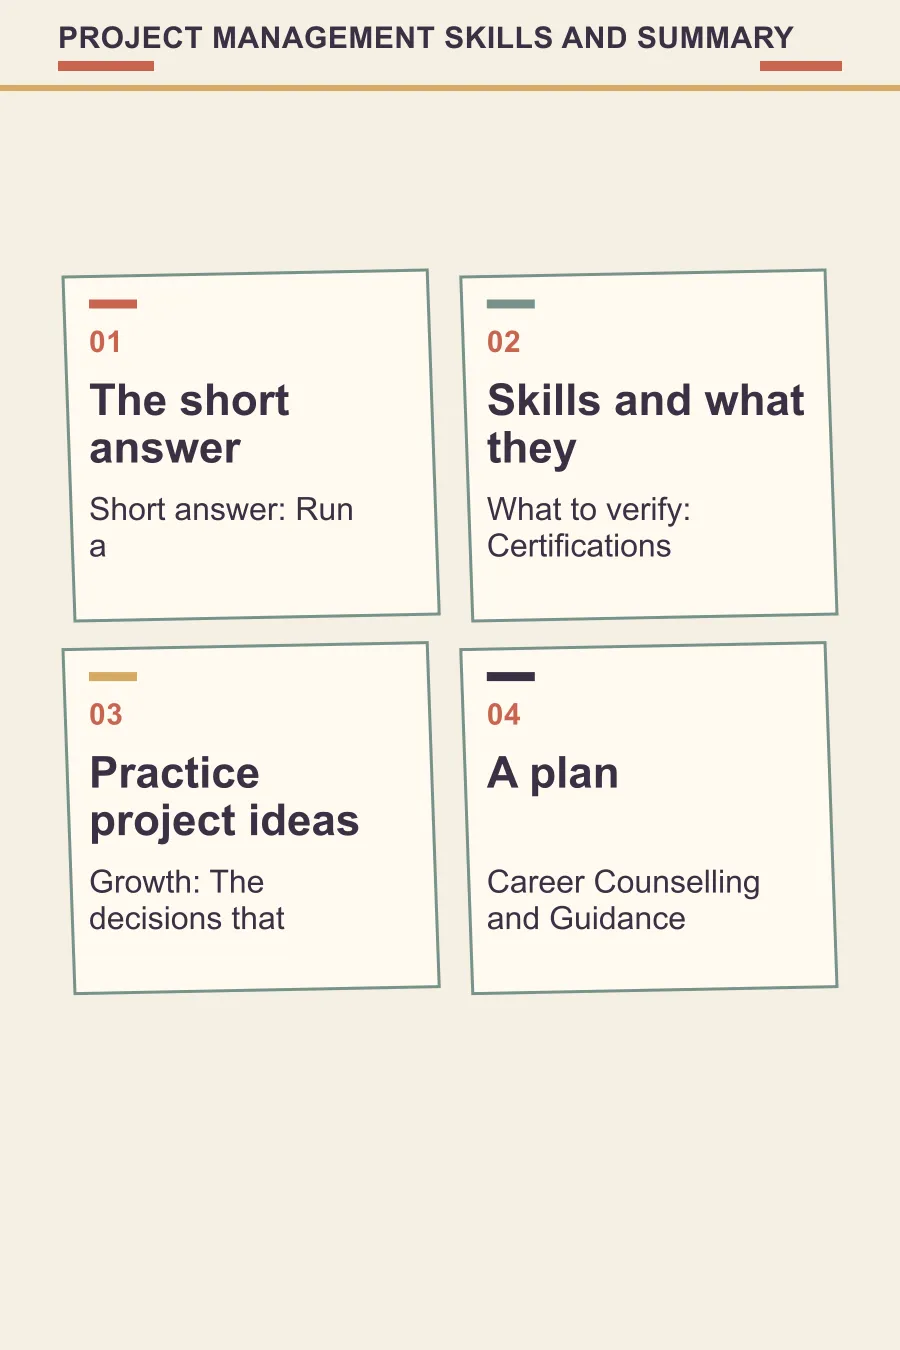 PROJECT MANAGEMENT SKILLS AND SUMMARY
01
The short
answer
Short answer: Run
a
02
Skills and what
they
What to verify:
Certifications
03
Practice
project ideas
Growth: The
decisions that
04
A plan
Career Counselling
and Guidance